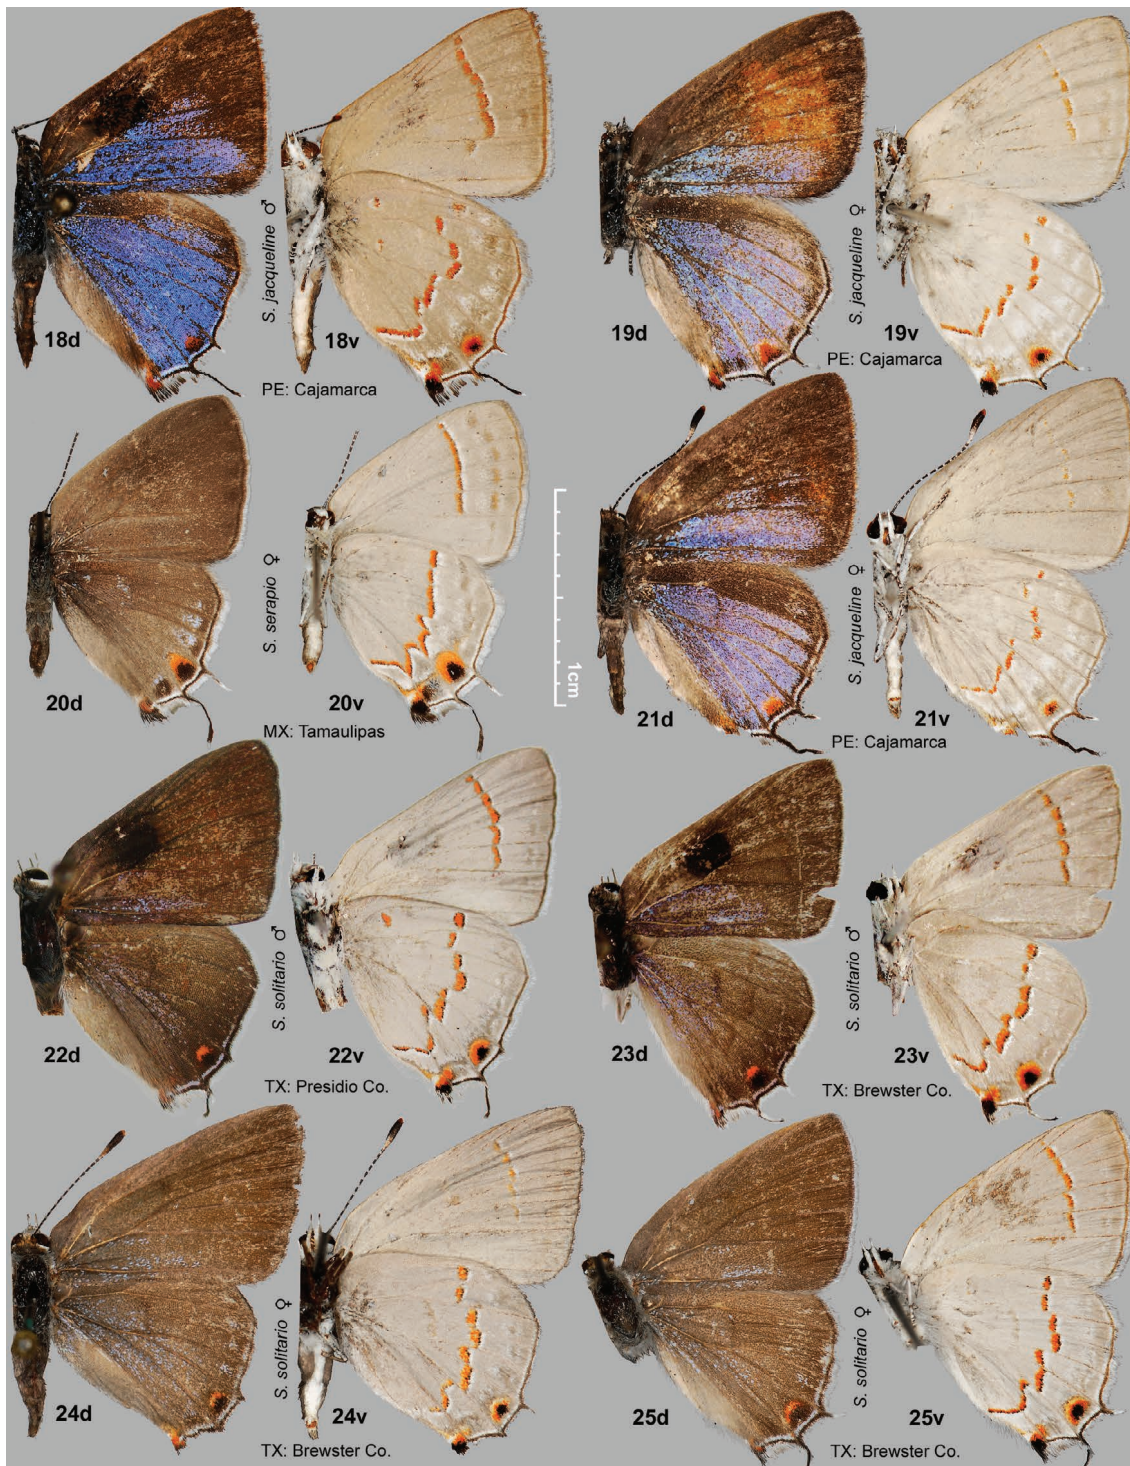 S. jacqueline ♂
18d
18v
PE: Cajamarca
S. jacqueline ♀
19d
19v
PE: Cajamarca
S. serapio ♀
20d
20v
MX: Tamaulipas
1cm
S. jacqueline ♀
21d
21v
PE: Cajamarca
S. solitario ♂
22d
22v
TX: Presidio Co.
S. solitario ♂
23d
23v
TX: Brewster Co.
S. solitario ♀
24d
24v
TX: Brewster Co.
S. solitario ♀
25d
25v
TX: Brewster Co.